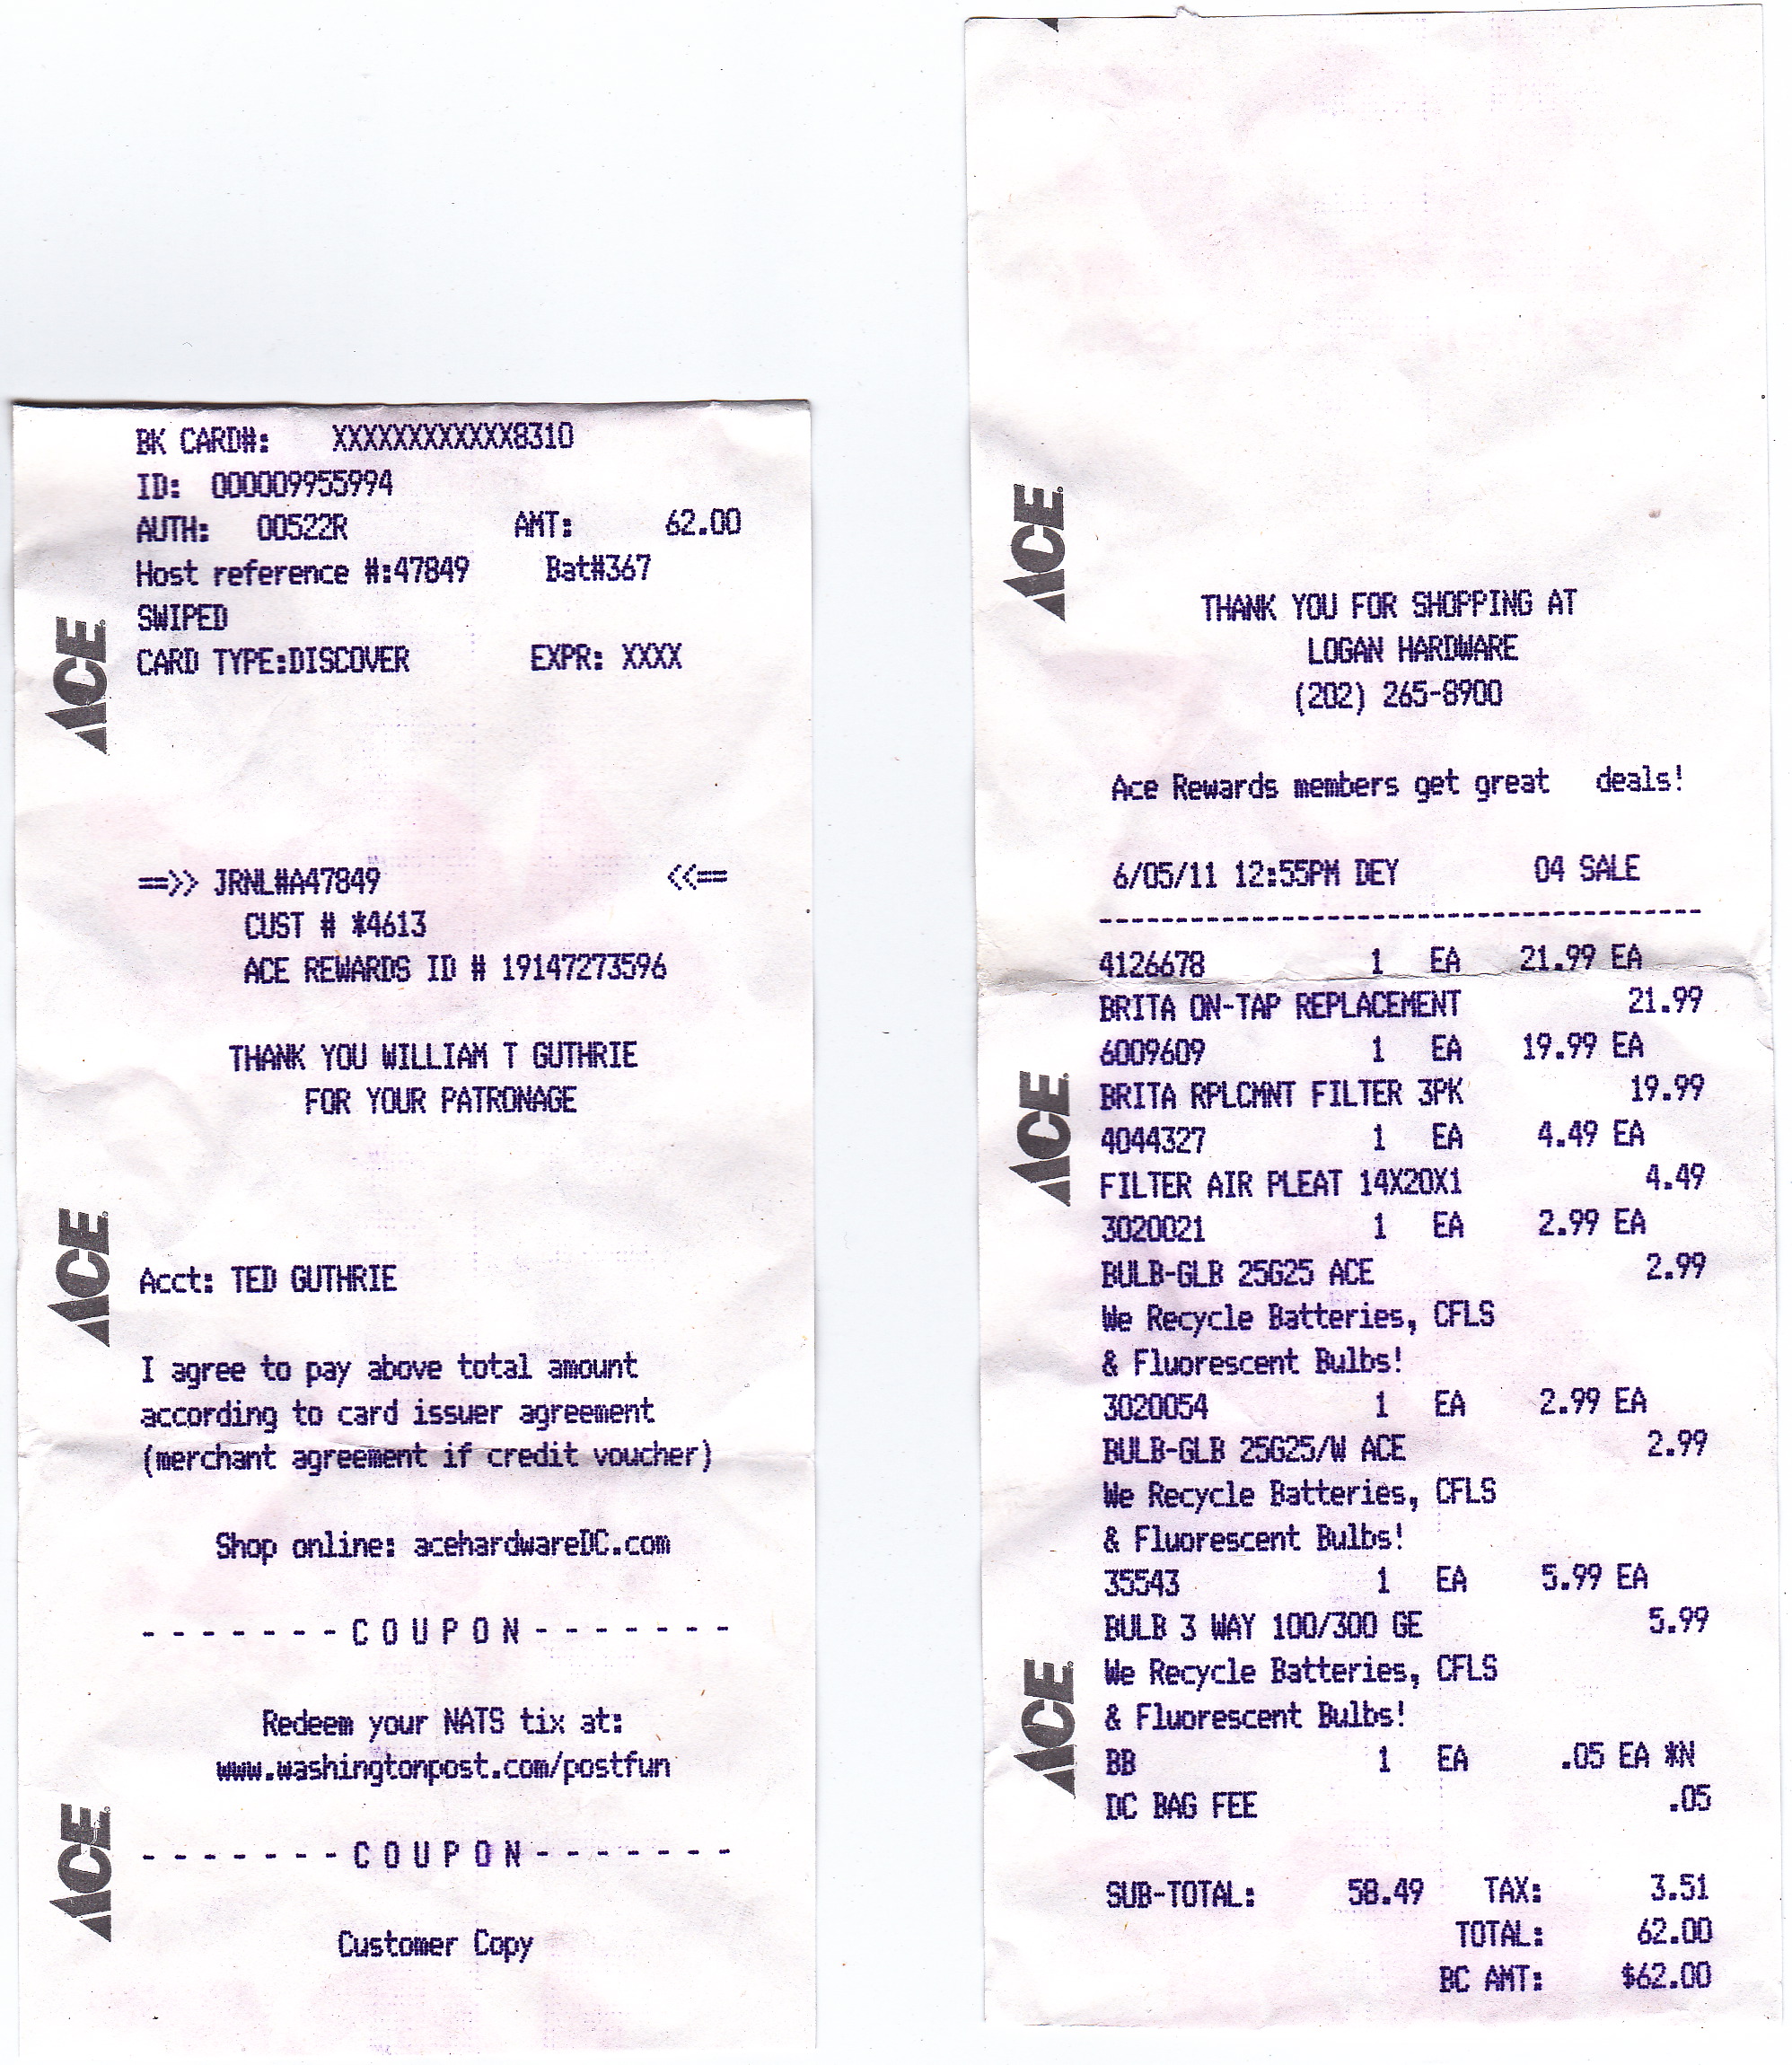 BK CARD#: XXXXXXXXXXXX8310
ID: 000009955994
AUTH: 00522R AMT: 62.00
Host reference #:47849 Bat#367
SWIPED
CARD TYPE:DISCOVER EXPR: XXXX
ACE
==>> JRNL#A47849 <<==
CUST # *4613
ACE REWARDS ID # 19147273596
THANK YOU WILLIAM T GUTHRIE
FOR YOUR PATRONAGE
ACE
Acct: TED GUTHRIE
I agree to pay above total amount
according to card issuer agreement
(merchant agreement if credit voucher)
Shop online: acehardwareDC.com
- - - - - - - C O U P O N - - - - - - -
Redeem your NATS tix at:
www.washingtonpost.com/postfun
ACE
- - - - - - - C O U P O N - - - - - - -
Customer Copy
ACE
THANK YOU FOR SHOPPING AT
LOGAN HARDWARE
(202) 265-8900
Ace Rewards members get great deals!
6/05/11 12:55PM DEY 04 SALE
----------------------------------------
4126678 1 EA 21.99 EA
BRITA ON-TAP REPLACEMENT 21.99
6009609 1 EA 19.99 EA
BRITA RPLCMNT FILTER 3PK 19.99
ACE
4044327 1 EA 4.49 EA
FILTER AIR PLEAT 14X20X1 4.49
3020021 1 EA 2.99 EA
BULB-GLB 25G25 ACE 2.99
We Recycle Batteries, CFLS
& Fluorescent Bulbs!
3020054 1 EA 2.99 EA
BULB-GLB 25G25/W ACE 2.99
We Recycle Batteries, CFLS
& Fluorescent Bulbs!
35543 1 EA 5.99 EA
BULB 3 WAY 100/300 GE 5.99
We Recycle Batteries, CFLS
& Fluorescent Bulbs!
ACE
BB 1 EA .05 EA *N
DC BAG FEE .05
SUB-TOTAL: 58.49 TAX: 3.51
TOTAL: 62.00
BC AMT: $62.00